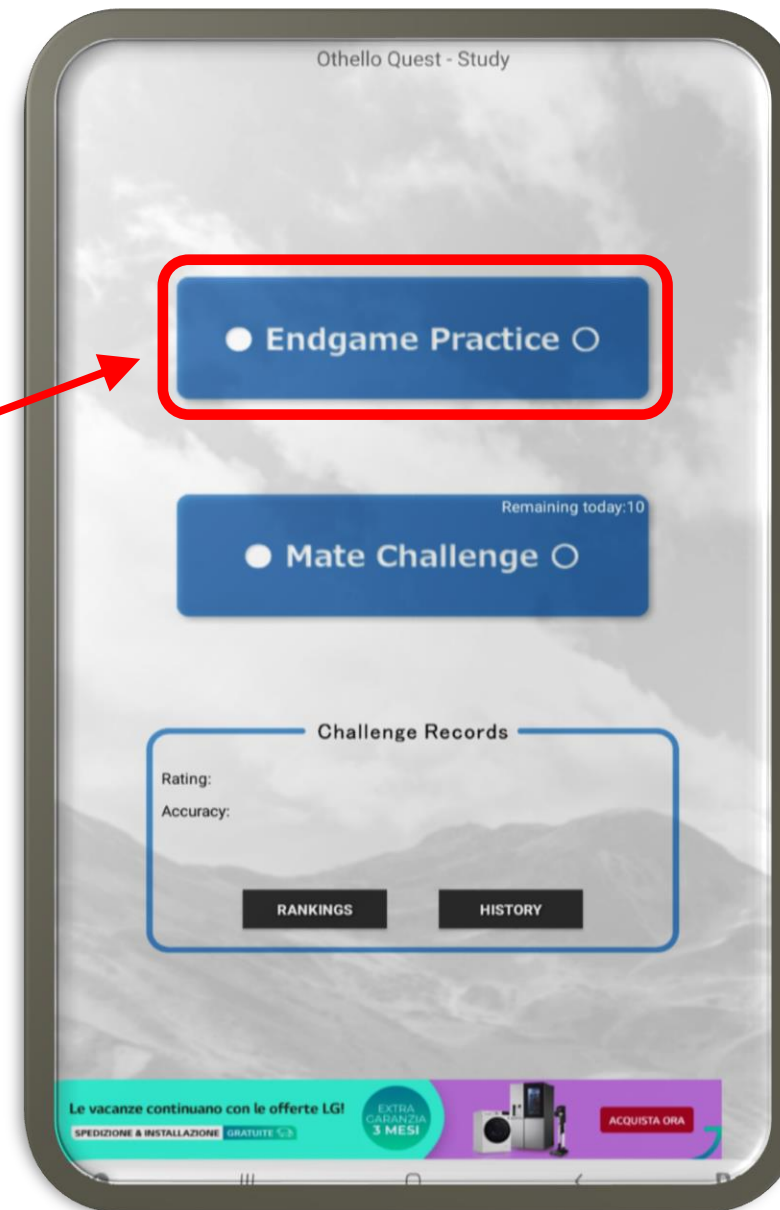 Othello Quest - Study
Endgame Practice
Remaining today:10
Mate Challenge
Challenge Records
Rating:
Accuracy:
RANKINGS
HISTORY
Le vacanze continuano con le offerte LG!
SPEDIZIONE & INSTALLAZIONE GRATUITE
EXTRA
GARANZIA
3 MESI
ACQUISTA ORA